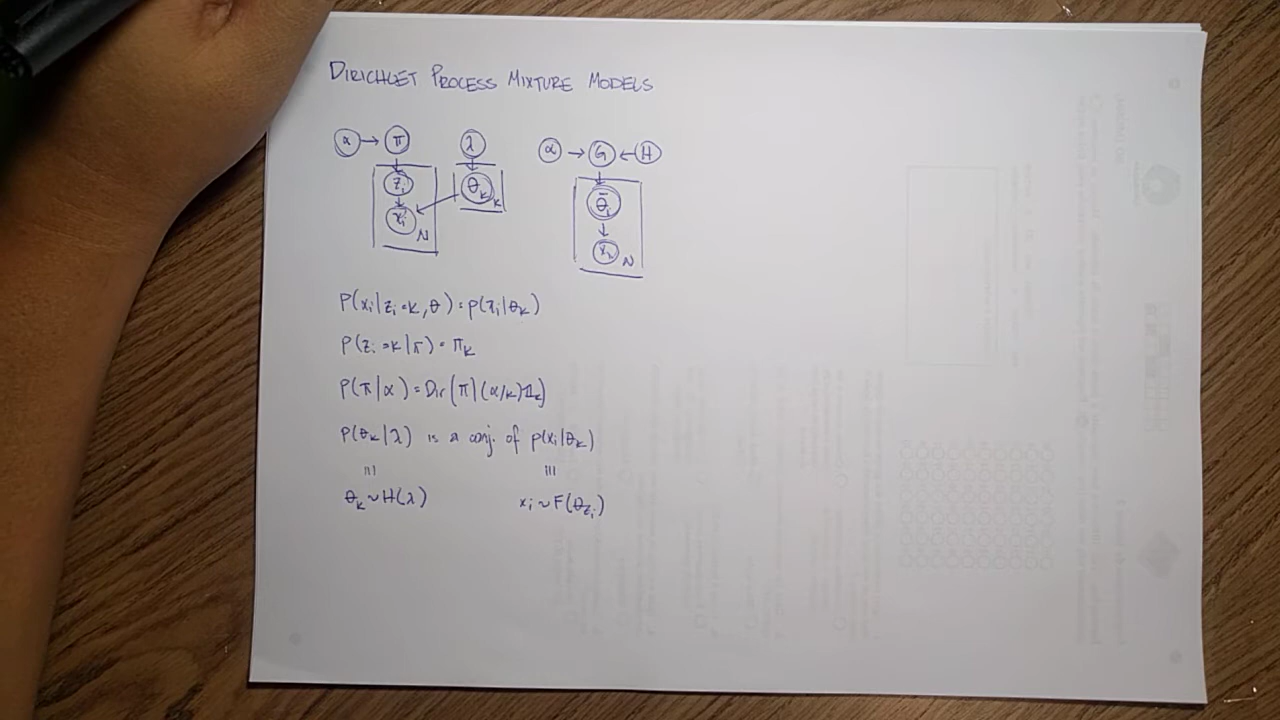 DIRICHLET PROCESS MIXTURE MODELS
α → π λ α → G ← H
z_i θ_k K θ̄_i
x_i N x_i N
p(x_i|z_i=k,θ) = p(x_i|θ_k)
p(z_i=k|π) = π_k
p(π|α) = Dir(π|(α/K)𝟙_K)
p(θ_k|λ) is a conj. of p(x_i|θ_k)
≡ ≡
θ_k ~ H(λ) x_i ~ F(θ_{z_i})